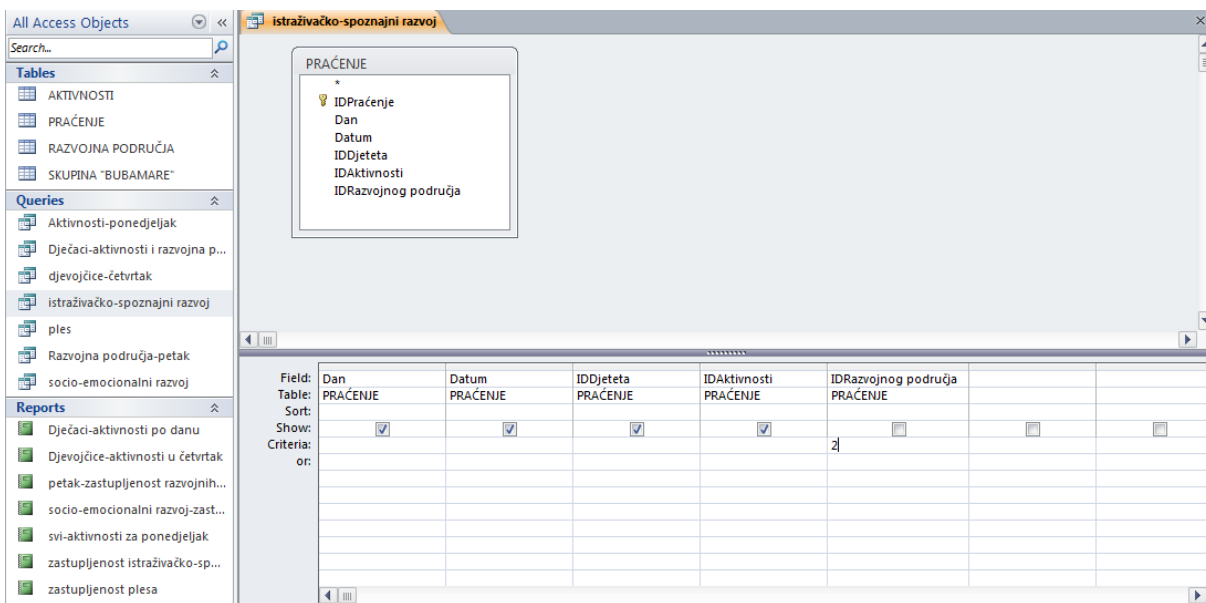 All Access Objects
Search...
Tables
AKTIVNOSTI
PRAĆENJE
RAZVOJNA PODRUČJA
SKUPINA "BUBAMARE"
Queries
Aktivnosti-ponedjeljak
Dječaci-aktivnosti i razvojna p...
djevojčice-četvrtak
istraživačko-spoznajni razvoj
ples
Razvojna područja-petak
socio-emocionalni razvoj
Reports
Dječaci-aktivnosti po danu
Djevojčice-aktivnosti u četvrtak
petak-zastupljenost razvojnih...
socio-emocionalni razvoj-zast...
svi-aktivnosti za ponedjeljak
zastupljenost istraživačko-sp...
zastupljenost plesa
istraživačko-spoznajni razvoj
PRAĆENJE
*
IDPraćenje
Dan
Datum
IDDjeteta
IDAktivnosti
IDRazvojnog područja
Field: Dan Datum IDDjeteta IDAktivnosti IDRazvojnog područja
Table: PRAĆENJE PRAĆENJE PRAĆENJE PRAĆENJE PRAĆENJE
Sort:
Show:
Criteria: 2
or: